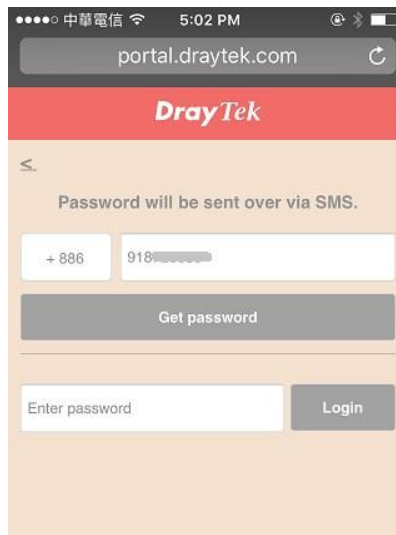 中華電信 5:02 PM
portal.draytek.com
DrayTek
<
Password will be sent over via SMS.
+ 886 918
Get password
Enter password Login